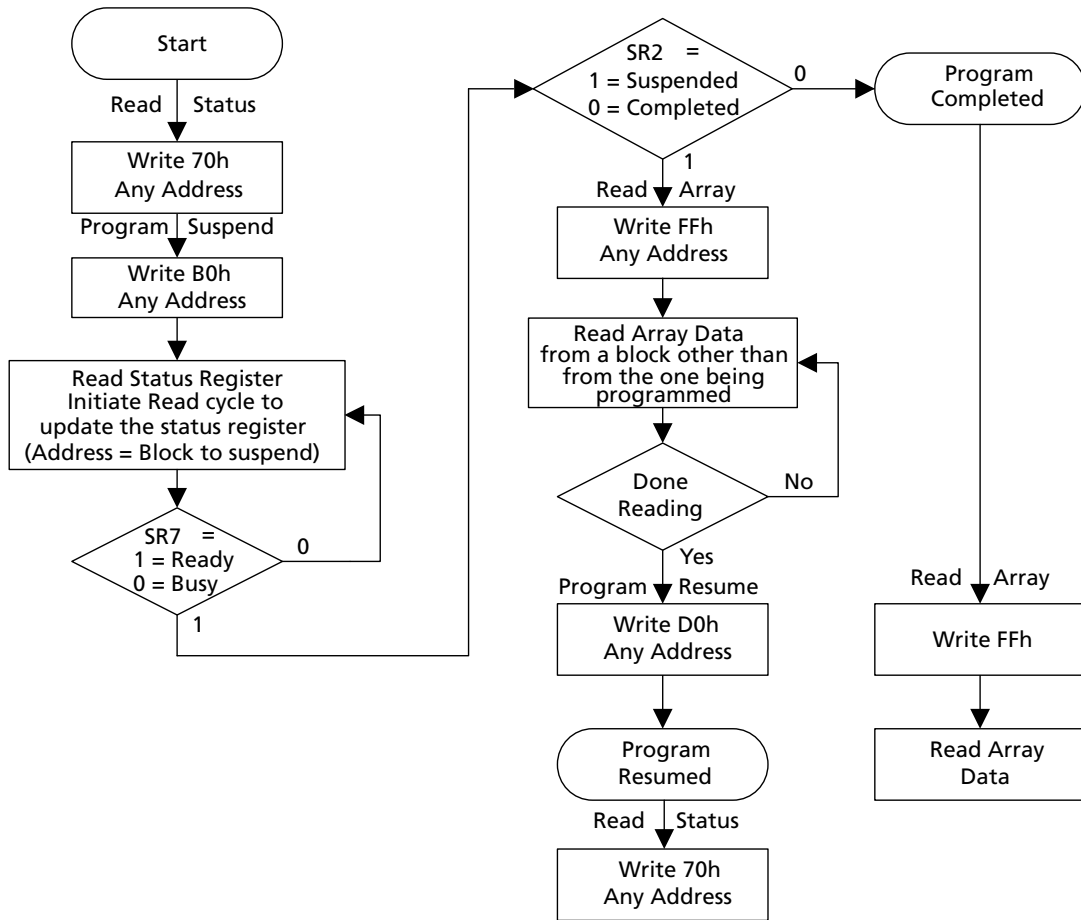 Start
Read Status
Write 70h
Any Address
Program Suspend
Write B0h
Any Address
Read Status Register
Initiate Read cycle to
update the status register
(Address = Block to suspend)
SR7 =
1 = Ready
0 = Busy
0
1
SR2 =
1 = Suspended
0 = Completed
0
1
Read Array
Write FFh
Any Address
Read Array Data
from a block other than
from the one being
programmed
Done
Reading
No
Yes
Program Resume
Write D0h
Any Address
Program
Resumed
Read Status
Write 70h
Any Address
Program
Completed
Read Array
Write FFh
Read Array
Data